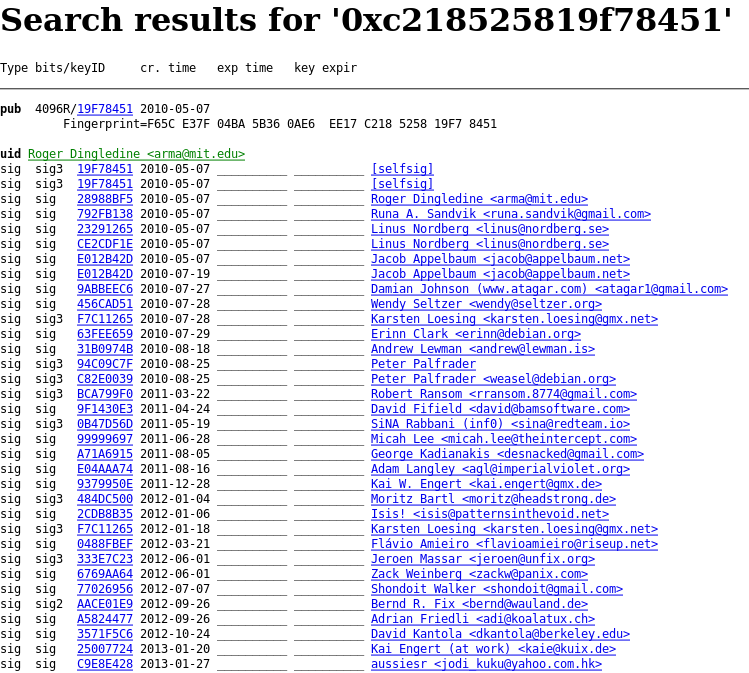 Search results for '0xc218525819f78451'
Type bits/keyID     cr. time   exp time   key expir
pub  4096R/19F78451 2010-05-07
Fingerprint=F65C E37F 04BA 5B36 0AE6  EE17 C218 5258 19F7 8451
uid Roger Dingledine <arma@mit.edu>
sig  sig3  19F78451 2010-05-07 __________ __________ [selfsig]
sig  sig3  19F78451 2010-05-07 __________ __________ [selfsig]
sig  sig   28988BF5 2010-05-07 __________ __________ Roger Dingledine <arma@mit.edu>
sig  sig   792FB138 2010-05-07 __________ __________ Runa A. Sandvik <runa.sandvik@gmail.com>
sig  sig   23291265 2010-05-07 __________ __________ Linus Nordberg <linus@nordberg.se>
sig  sig   CE2CDF1E 2010-05-07 __________ __________ Linus Nordberg <linus@nordberg.se>
sig  sig   E012B42D 2010-05-07 __________ __________ Jacob Appelbaum <jacob@appelbaum.net>
sig  sig   E012B42D 2010-07-19 __________ __________ Jacob Appelbaum <jacob@appelbaum.net>
sig  sig   9ABBEEC6 2010-07-27 __________ __________ Damian Johnson (www.atagar.com) <atagar1@gmail.com>
sig  sig   456CAD51 2010-07-28 __________ __________ Wendy Seltzer <wendy@seltzer.org>
sig  sig3  F7C11265 2010-07-28 __________ __________ Karsten Loesing <karsten.loesing@gmx.net>
sig  sig   63FEE659 2010-07-29 __________ __________ Erinn Clark <erinn@debian.org>
sig  sig   31B0974B 2010-08-18 __________ __________ Andrew Lewman <andrew@lewman.is>
sig  sig3  94C09C7F 2010-08-25 __________ __________ Peter Palfrader
sig  sig3  C82E0039 2010-08-25 __________ __________ Peter Palfrader <weasel@debian.org>
sig  sig3  BCA799F0 2011-03-22 __________ __________ Robert Ransom <rransom.8774@gmail.com>
sig  sig   9F1430E3 2011-04-24 __________ __________ David Fifield <david@bamsoftware.com>
sig  sig3  0B47D56D 2011-05-19 __________ __________ SiNA Rabbani (inf0) <sina@redteam.io>
sig  sig   99999697 2011-06-28 __________ __________ Micah Lee <micah.lee@theintercept.com>
sig  sig   A71A6915 2011-08-05 __________ __________ George Kadianakis <desnacked@gmail.com>
sig  sig   E04AAA74 2011-08-16 __________ __________ Adam Langley <agl@imperialviolet.org>
sig  sig   9379950E 2011-12-28 __________ __________ Kai W. Engert <kai.engert@gmx.de>
sig  sig3  484DC500 2012-01-04 __________ __________ Moritz Bartl <moritz@headstrong.de>
sig  sig   2CDB8B35 2012-01-06 __________ __________ Isis! <isis@patternsinthevoid.net>
sig  sig3  F7C11265 2012-01-18 __________ __________ Karsten Loesing <karsten.loesing@gmx.net>
sig  sig   0488FBEF 2012-03-21 __________ __________ Flávio Amieiro <flavioamieiro@riseup.net>
sig  sig3  333E7C23 2012-06-01 __________ __________ Jeroen Massar <jeroen@unfix.org>
sig  sig   6769AA64 2012-06-01 __________ __________ Zack Weinberg <zackw@panix.com>
sig  sig   77026956 2012-07-07 __________ __________ Shondoit Walker <shondoit@gmail.com>
sig  sig2  AACE01E9 2012-09-26 __________ __________ Bernd R. Fix <bernd@wauland.de>
sig  sig   A5824477 2012-09-26 __________ __________ Adrian Friedli <adi@koalatux.ch>
sig  sig   3571F5C6 2012-10-24 __________ __________ David Kantola <dkantola@berkeley.edu>
sig  sig   25007724 2013-01-20 __________ __________ Kai Engert (at work) <kaie@kuix.de>
sig  sig   C9E8E428 2013-01-27 __________ __________ aussiesr <jodi_kuku@yahoo.com.hk>